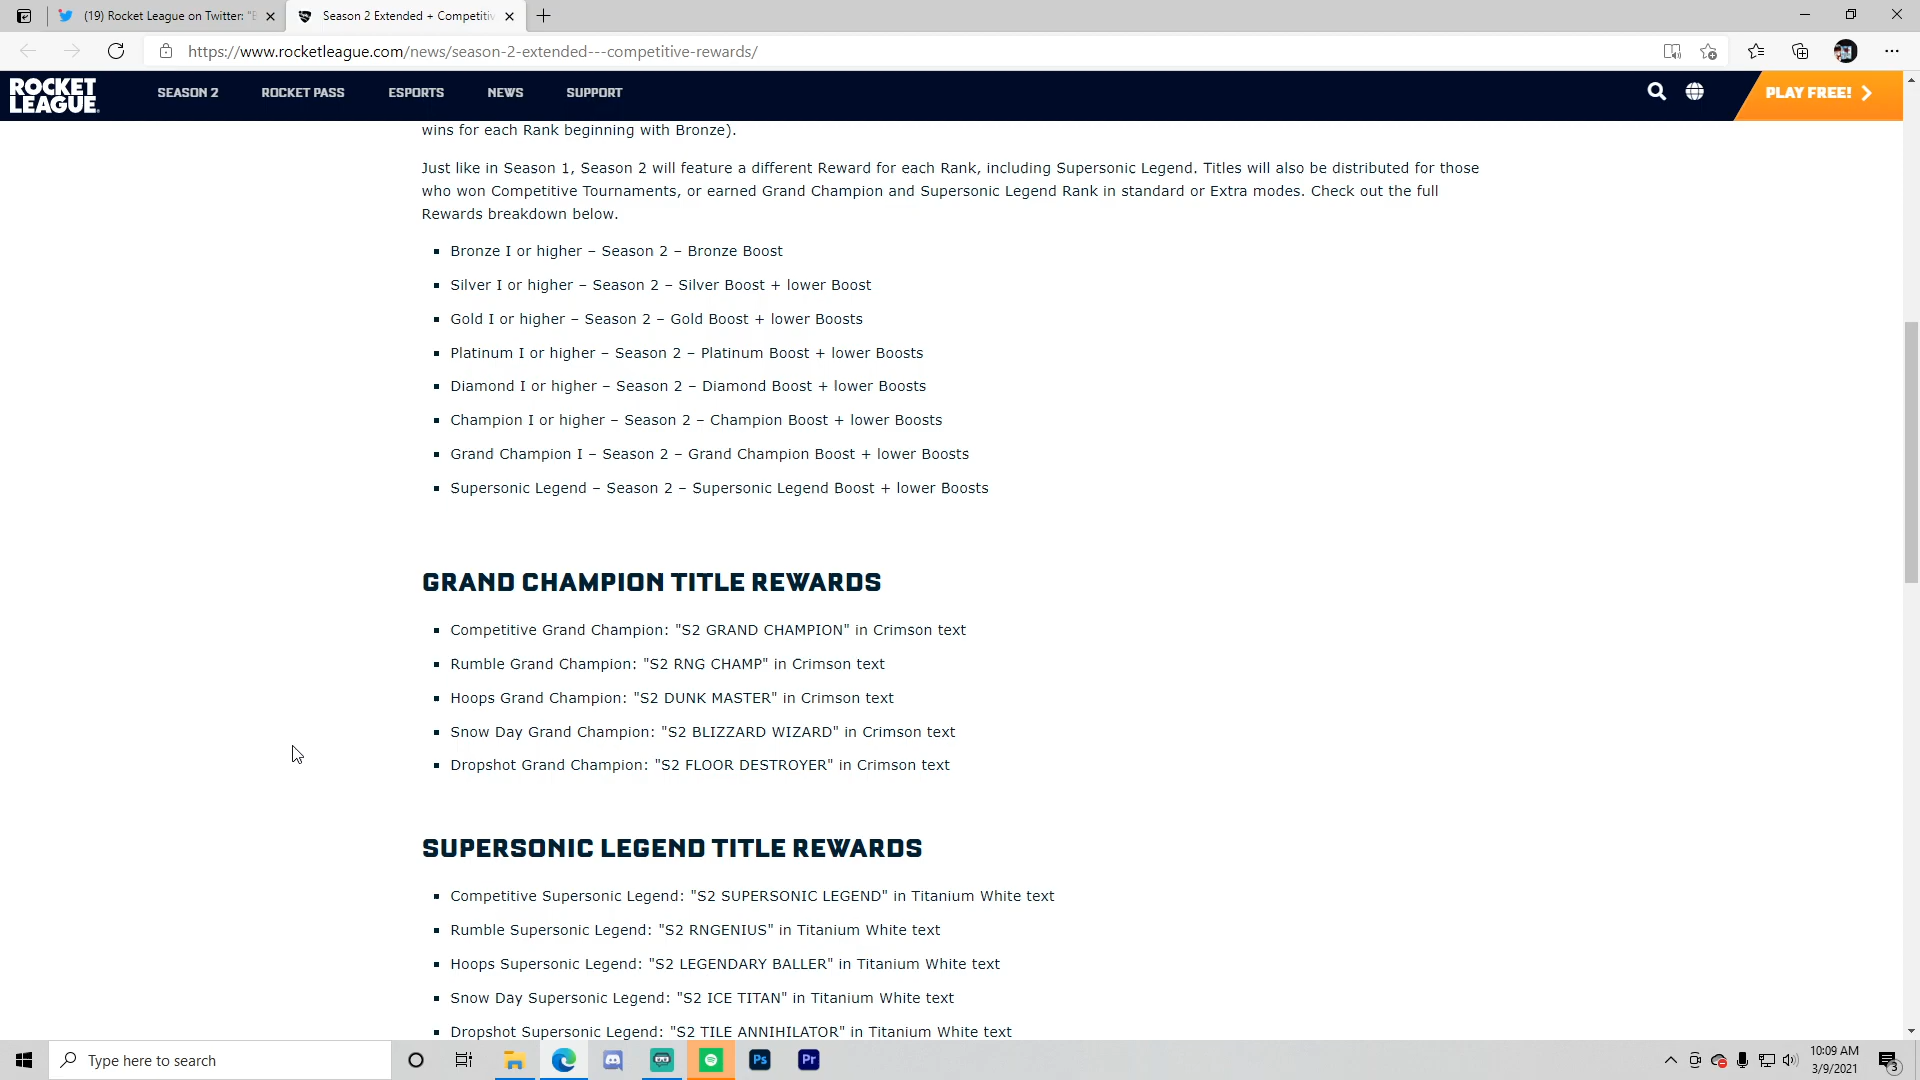 (19) Rocket League on Twitter: "B
Season 2 Extended + Competitiv
https://www.rocketleague.com/news/season-2-extended---competitive-rewards/
ROCKET LEAGUE
SEASON 2
ROCKET PASS
ESPORTS
NEWS
SUPPORT
PLAY FREE!
wins for each Rank beginning with Bronze).
Just like in Season 1, Season 2 will feature a different Reward for each Rank, including Supersonic Legend. Titles will also be distributed for those
who won Competitive Tournaments, or earned Grand Champion and Supersonic Legend Rank in standard or Extra modes. Check out the full
Rewards breakdown below.
Bronze I or higher – Season 2 – Bronze Boost
Silver I or higher – Season 2 – Silver Boost + lower Boost
Gold I or higher – Season 2 – Gold Boost + lower Boosts
Platinum I or higher – Season 2 – Platinum Boost + lower Boosts
Diamond I or higher – Season 2 – Diamond Boost + lower Boosts
Champion I or higher – Season 2 – Champion Boost + lower Boosts
Grand Champion I – Season 2 – Grand Champion Boost + lower Boosts
Supersonic Legend – Season 2 – Supersonic Legend Boost + lower Boosts
GRAND CHAMPION TITLE REWARDS
Competitive Grand Champion: "S2 GRAND CHAMPION" in Crimson text
Rumble Grand Champion: "S2 RNG CHAMP" in Crimson text
Hoops Grand Champion: "S2 DUNK MASTER" in Crimson text
Snow Day Grand Champion: "S2 BLIZZARD WIZARD" in Crimson text
Dropshot Grand Champion: "S2 FLOOR DESTROYER" in Crimson text
SUPERSONIC LEGEND TITLE REWARDS
Competitive Supersonic Legend: "S2 SUPERSONIC LEGEND" in Titanium White text
Rumble Supersonic Legend: "S2 RNGENIUS" in Titanium White text
Hoops Supersonic Legend: "S2 LEGENDARY BALLER" in Titanium White text
Snow Day Supersonic Legend: "S2 ICE TITAN" in Titanium White text
Dropshot Supersonic Legend: "S2 TILE ANNIHILATOR" in Titanium White text
Type here to search
Ps
Pr
10:09 AM
3/9/2021
3